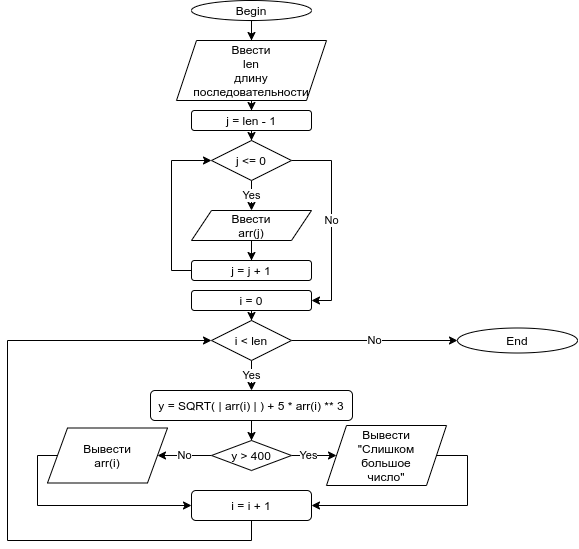 Begin
Ввести
len
длину
последовательности
j = len - 1
j <= 0
Yes
No
Ввести
arr(j)
j = j + 1
i = 0
i < len
No
End
Yes
y = SQRT( | arr(i) | ) + 5 * arr(i) ** 3
Вывести
arr(i)
No
y > 400
Yes
Вывести
"Слишком
большое
число"
i = i + 1